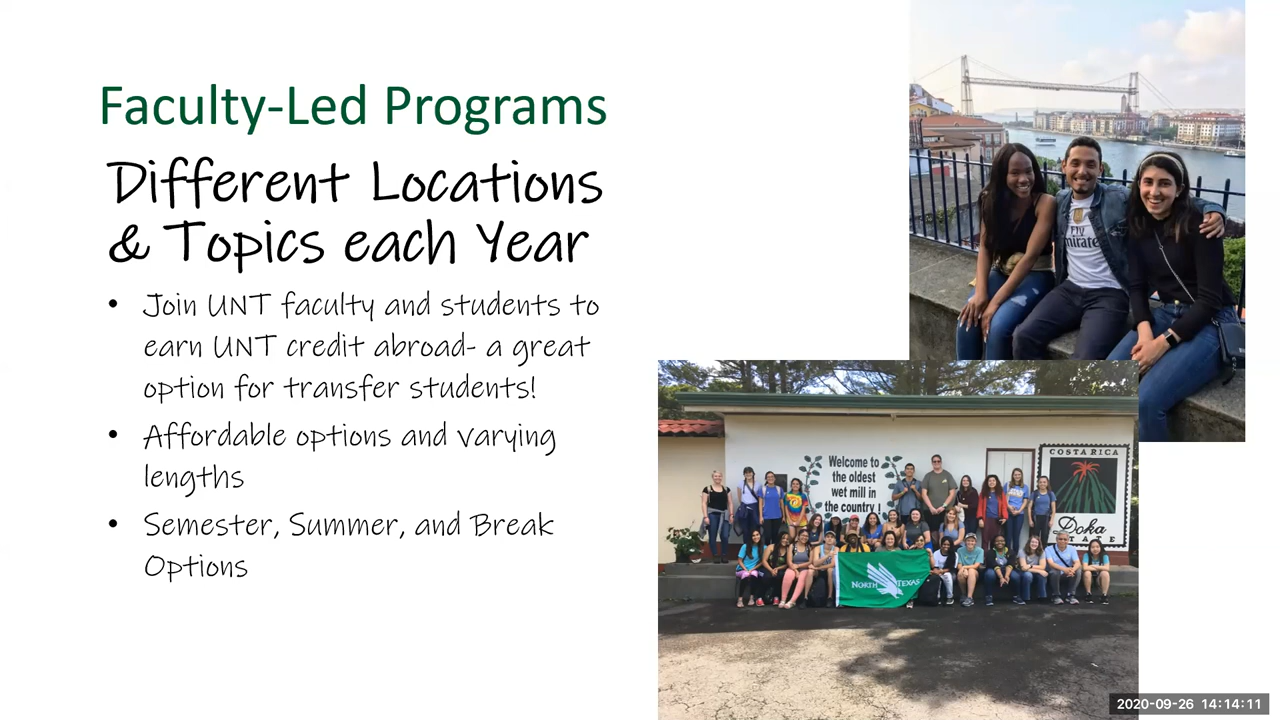 Faculty-Led Programs
Different Locations
& Topics each Year
• Join UNT faculty and students to
earn UNT credit abroad- a great
option for transfer students!
• Affordable options and varying
lengths
• Semester, Summer, and Break
Options
Fly
Emirates
Welcome to
the oldest
wet mill in
the country !
COSTA RICA
Doka
ESTATE
NORTH TEXAS
2020-09-26 14:14:11